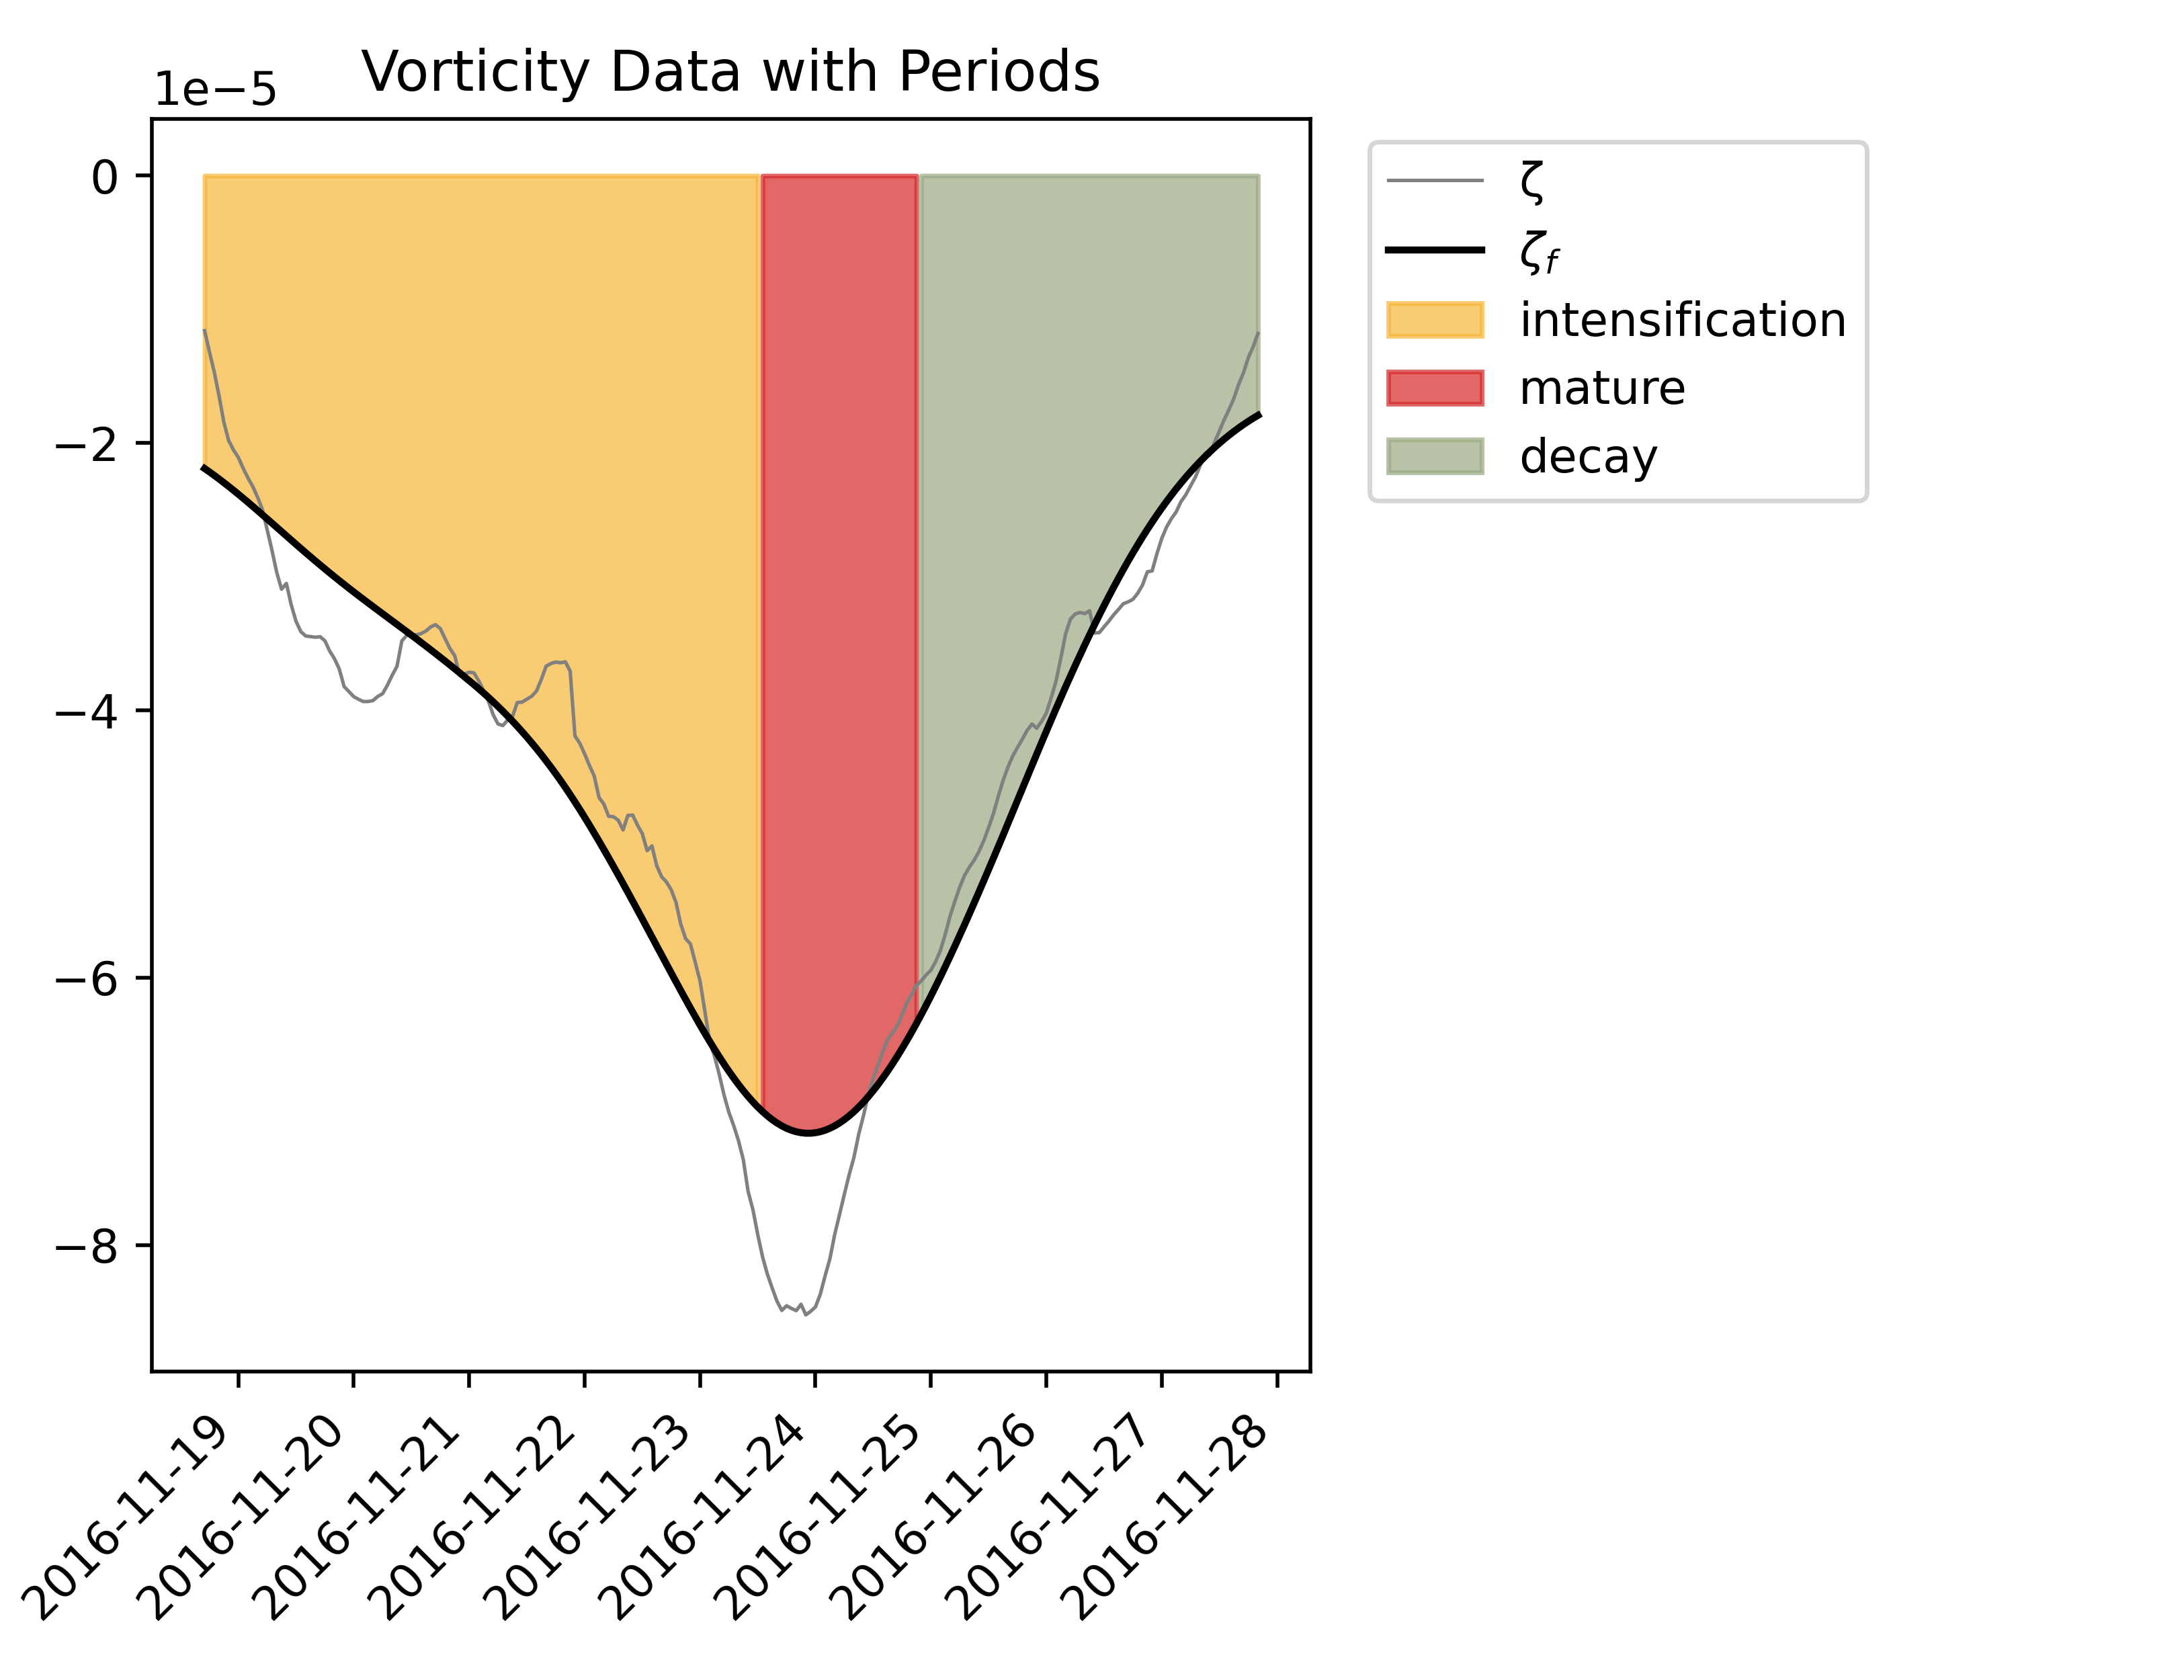 Vorticity Data with Periods
1e−5
0
−2
−4
−6
−8
2016-11-19
2016-11-20
2016-11-21
2016-11-22
2016-11-23
2016-11-24
2016-11-25
2016-11-26
2016-11-27
2016-11-28
ζ
ζf
intensification
mature
decay